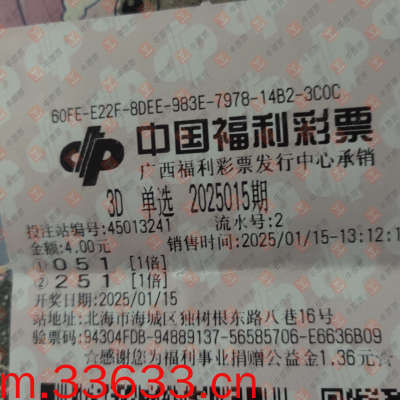 60FE-E22F-8DEE-983E-7978-14B2-3C0C
中国福利彩票
广西福利彩票发行中心承销
3D 单选 2025015期
投注站编号:45013241 流水号:2
金额:4.00元 销售时间:2025/01/15-13:12:1
①051 [1倍]
②251 [1倍]
开奖日期:2025/01/15
站地址:北海市海城区独树根东路八巷16号
验票码:94304FDB-94889137-56585706-E6636B09
☆感谢您为福利事业捐赠公益金1.36元☆
m.33633.cn